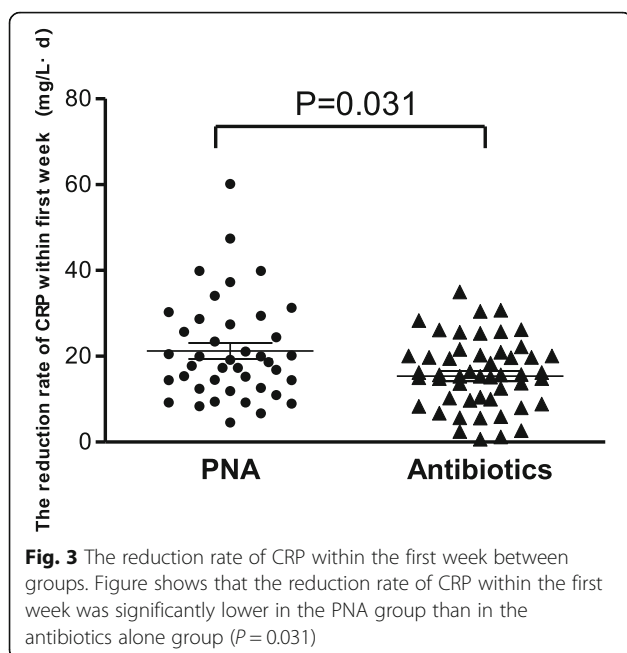 The reduction rate of CRP within first week (mg/L· d)
80
60
40
20
0
P=0.031
PNA
Antibiotics
Fig. 3 The reduction rate of CRP within the first week between
groups. Figure shows that the reduction rate of CRP within the first
week was significantly lower in the PNA group than in the
antibiotics alone group (P = 0.031)